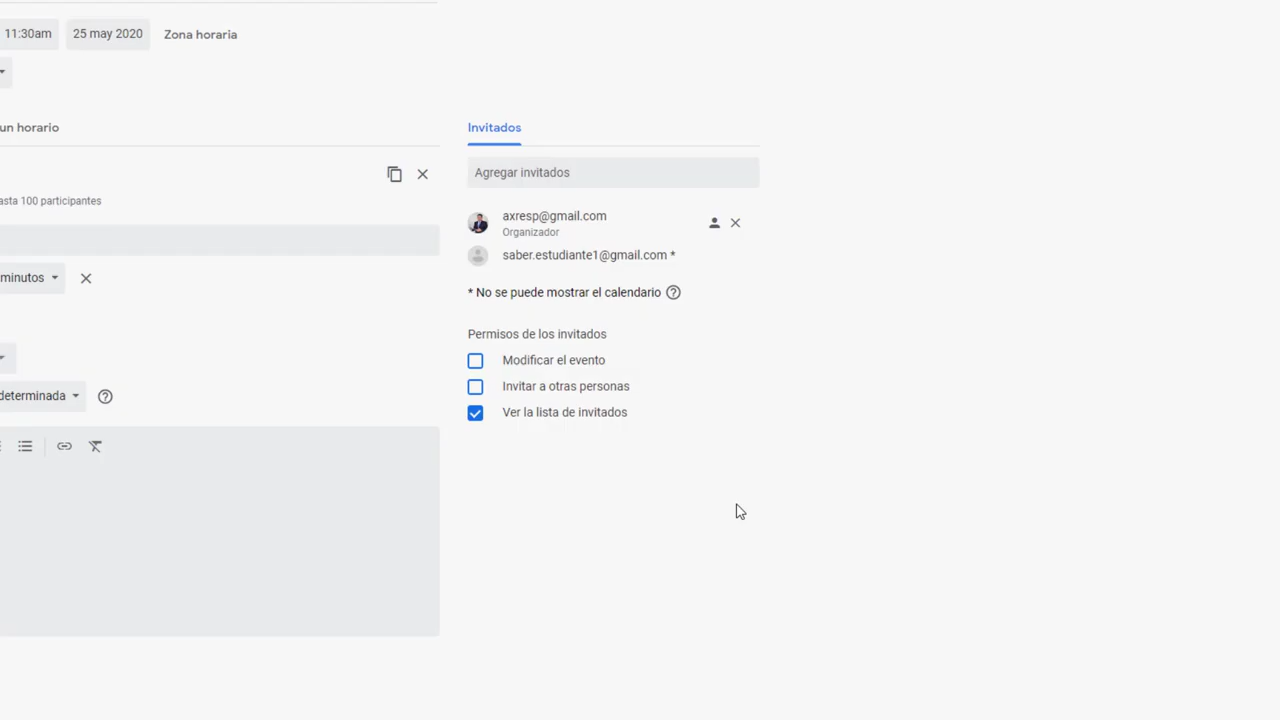 11:30am 25 may 2020 Zona horaria
un horario
asta 100 participantes
minutos
determinada
Invitados
Agregar invitados
axresp@gmail.com
Organizador
saber.estudiante1@gmail.com *
* No se puede mostrar el calendario
Permisos de los invitados
Modificar el evento
Invitar a otras personas
Ver la lista de invitados